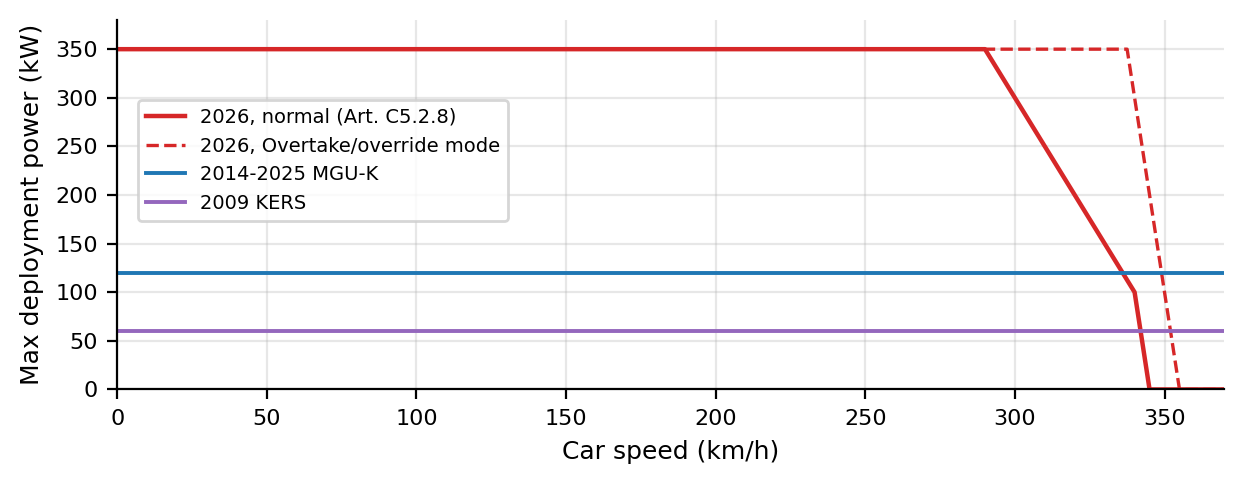 Max deployment power (kW)
350
300
250
200
150
100
50
0
2026, normal (Art. C5.2.8)
2026, Overtake/override mode
2014-2025 MGU-K
2009 KERS
0 50 100 150 200 250 300 350
Car speed (km/h)